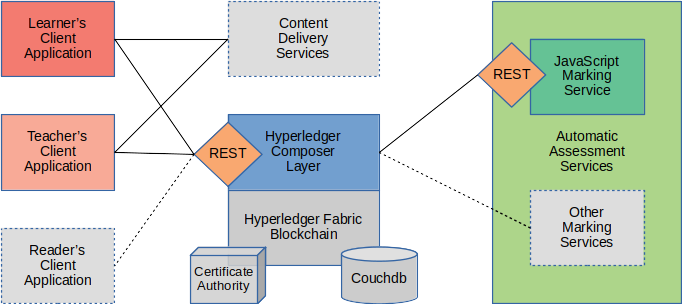 Learner's
Client
Application
Content
Delivery
Services
REST
JavaScript
Marking
Service
Teacher's
Client
Application
REST
Hyperledger
Composer
Layer
Automatic
Assessment
Services
Hyperledger Fabric
Blockchain
Other
Marking
Services
Reader's
Client
Application
Certificate
Authority
Couchdb